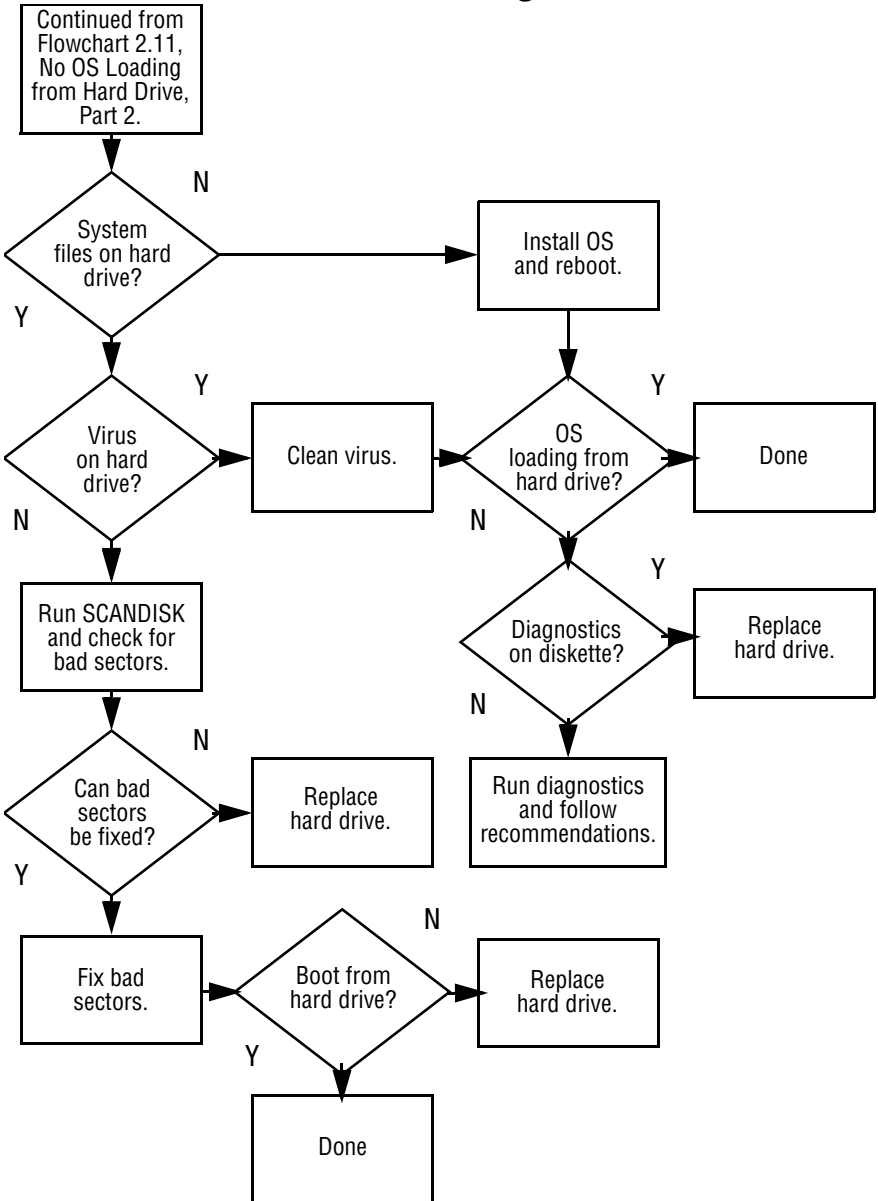 Continued from
Flowchart 2.11,
No OS Loading
from Hard Drive,
Part 2.
N
System
files on hard
drive?
Install OS
and reboot.
Y
Y
Virus
on hard
drive?
Clean virus.
Y
OS
loading from
hard drive?
Done
N
N
Run SCANDISK
and check for
bad sectors.
Y
Diagnostics
on diskette?
Replace
hard drive.
N
N
Can bad
sectors
be fixed?
Replace
hard drive.
Run diagnostics
and follow
recommendations.
Y
Fix bad
sectors.
N
Boot from
hard drive?
Replace
hard drive.
Y
Done